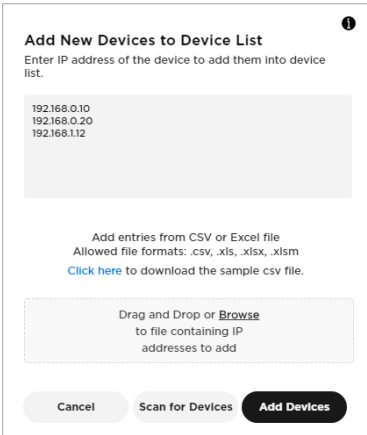 Add New Devices to Device List
Enter IP address of the device to add them into device
list.
192.168.0.10
192.168.0.20
192.168.1.12
Add entries from CSV or Excel file
Allowed file formats: .csv, .xls, .xlsx, .xlsm
Click here to download the sample csv file.
Drag and Drop or Browse
to file containing IP
addresses to add
Cancel Scan for Devices Add Devices